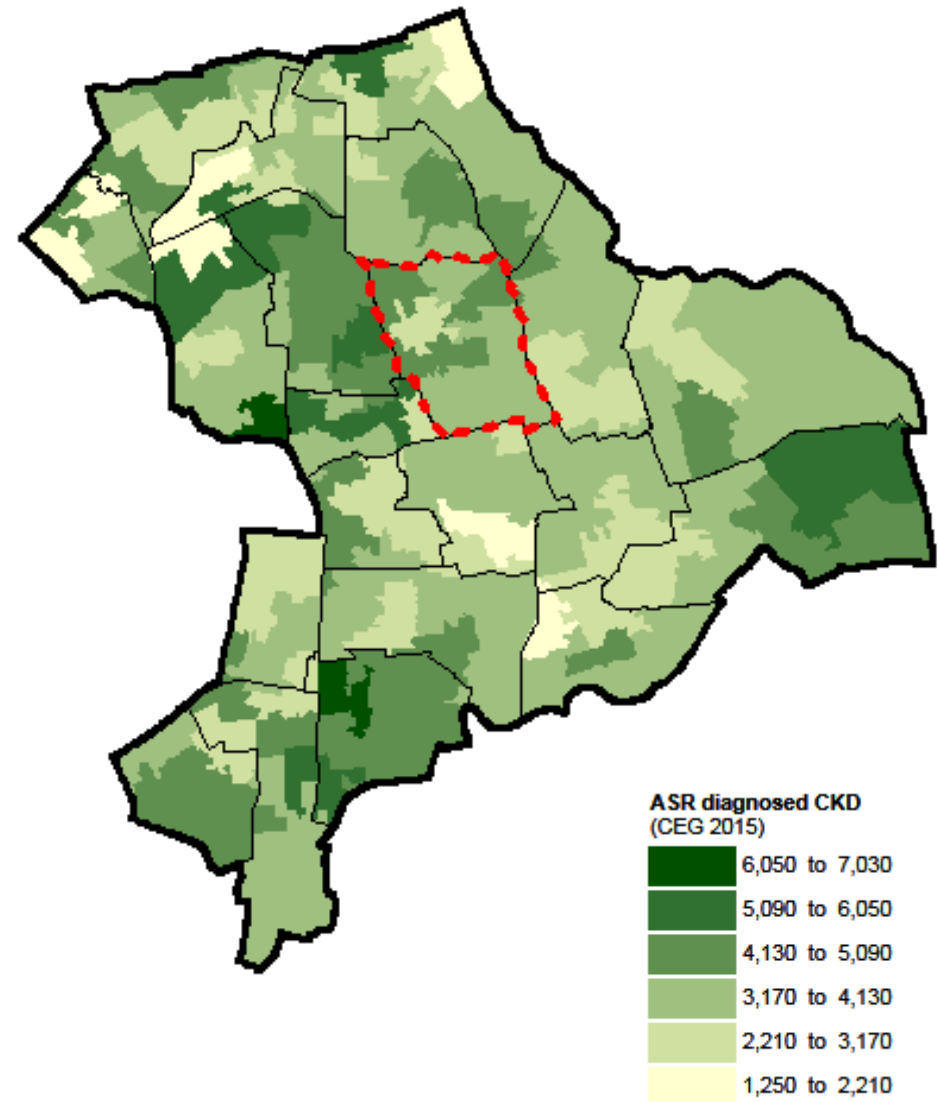 ASR diagnosed CKD
(CEG 2015)
6,050 to 7,030
5,090 to 6,050
4,130 to 5,090
3,170 to 4,130
2,210 to 3,170
1,250 to 2,210